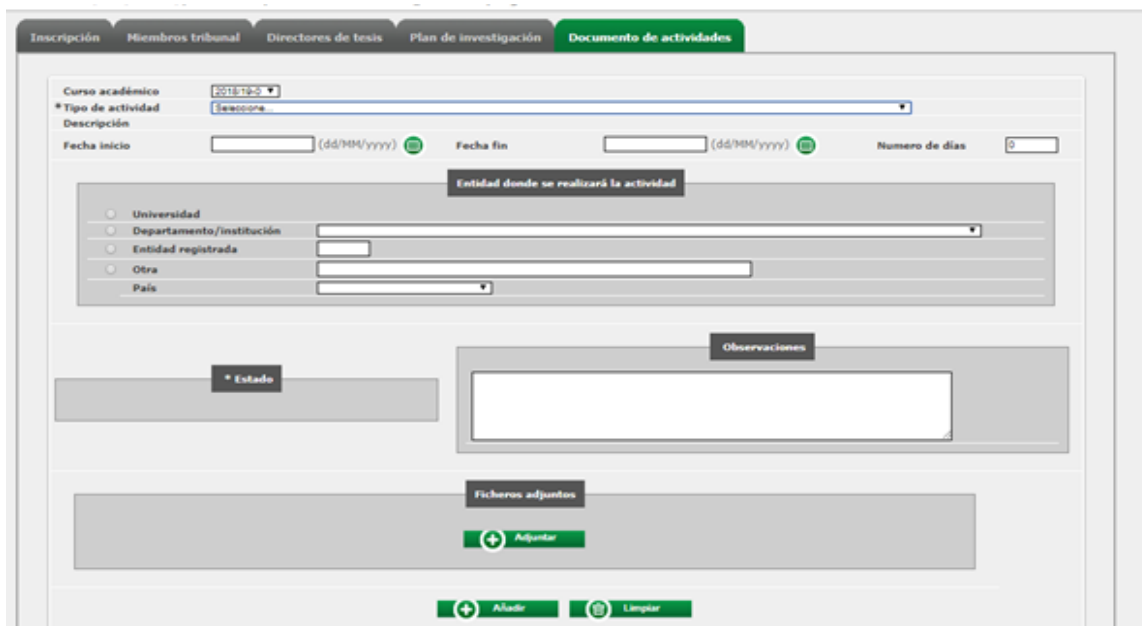 Inscripción Miembros tribunal Directores de tesis Plan de investigación Documento de actividades
Curso académico 2018/19-0
* Tipo de actividad Seleccione...
Descripción
Fecha inicio (dd/MM/yyyy) Fecha fin (dd/MM/yyyy) Numero de días 0
Entidad donde se realizará la actividad
Universidad
Departamento/institución
Entidad registrada
Otra
País
Observaciones
* Estado
Ficheros adjuntos
Adjuntar
Añadir Limpiar